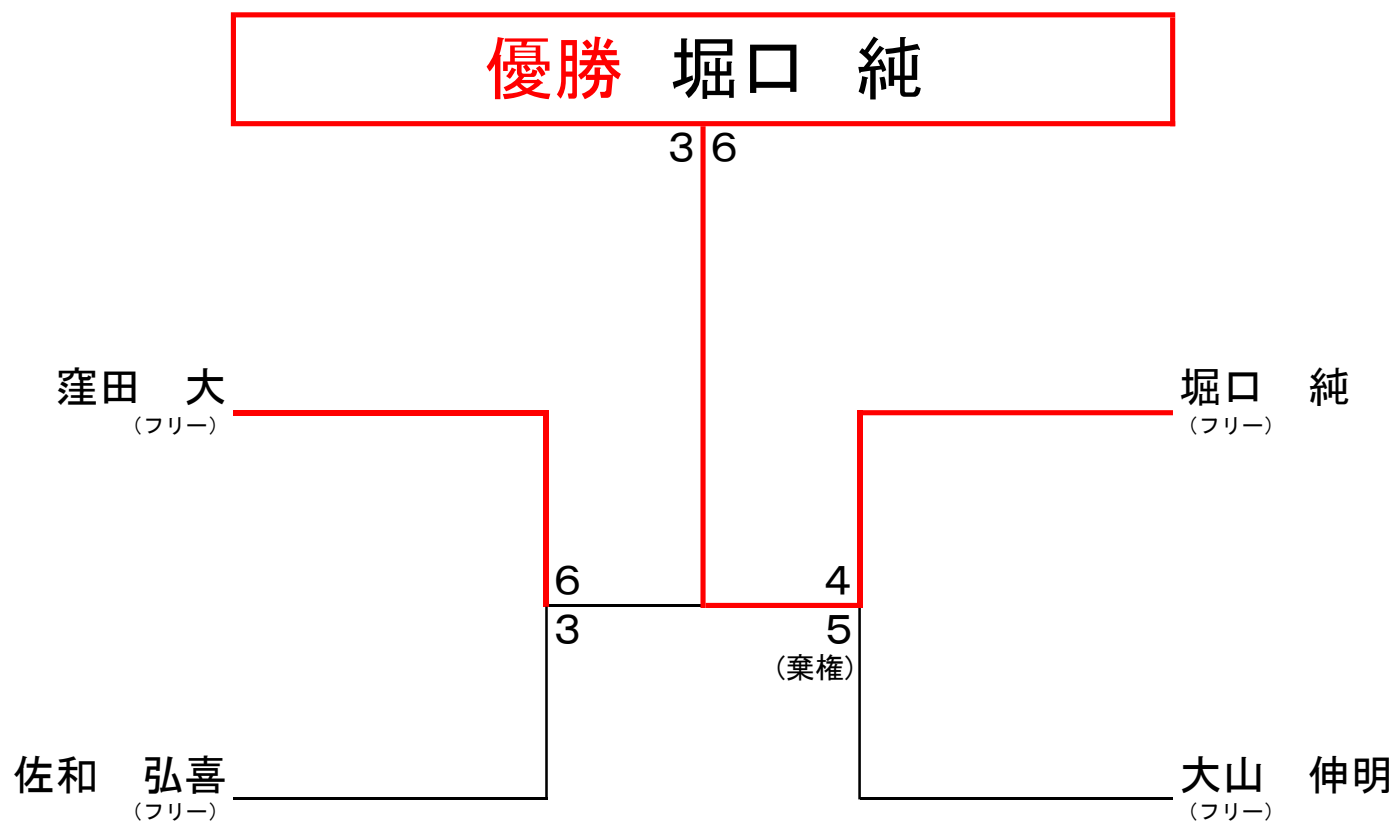 優勝　堀口　純
3 6
窪田　大
（フリー）
堀口　純
（フリー）
6
3
4
5
（棄権）
佐和　弘喜
（フリー）
大山　伸明
（フリー）